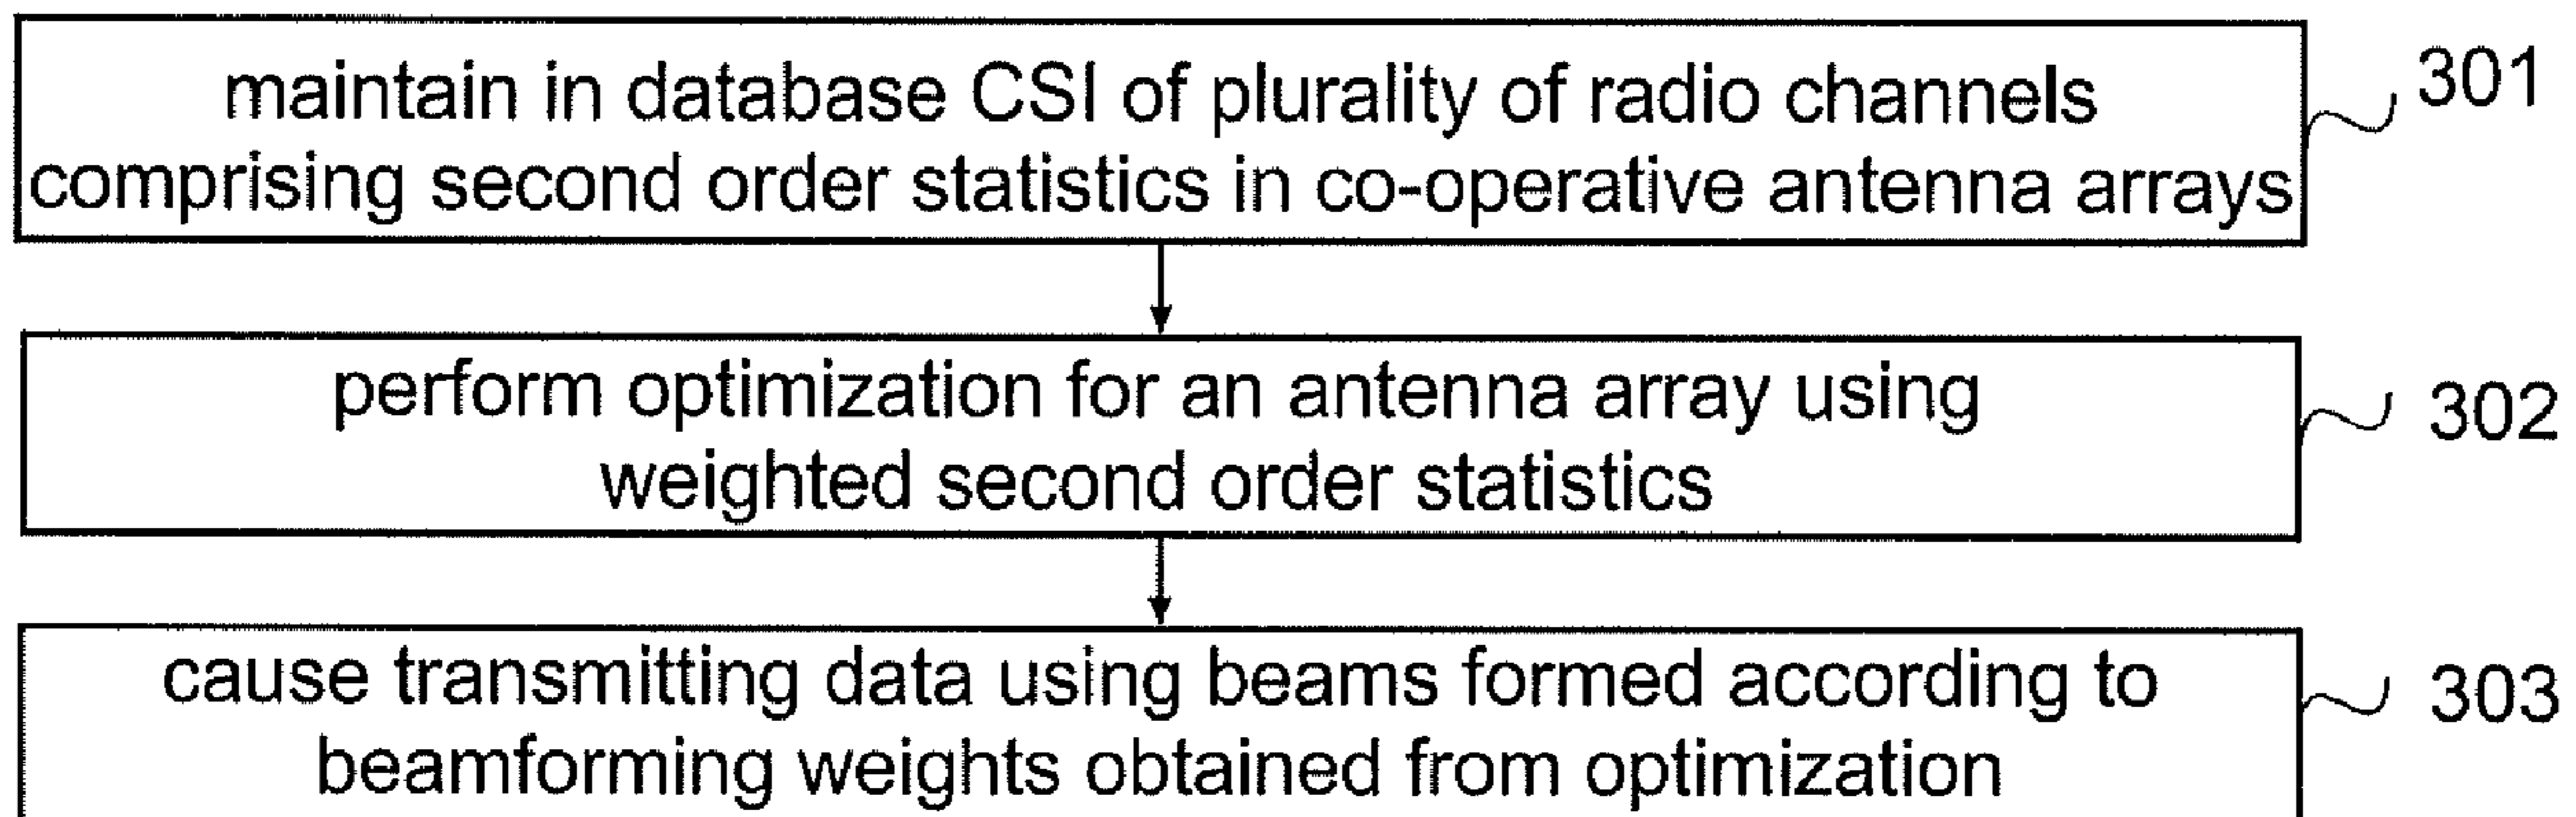 maintain in database CSI of plurality of radio channels
comprising second order statistics in co-operative antenna arrays
301
perform optimization for an antenna array using
weighted second order statistics
302
cause transmitting data using beams formed according to
beamforming weights obtained from optimization
303